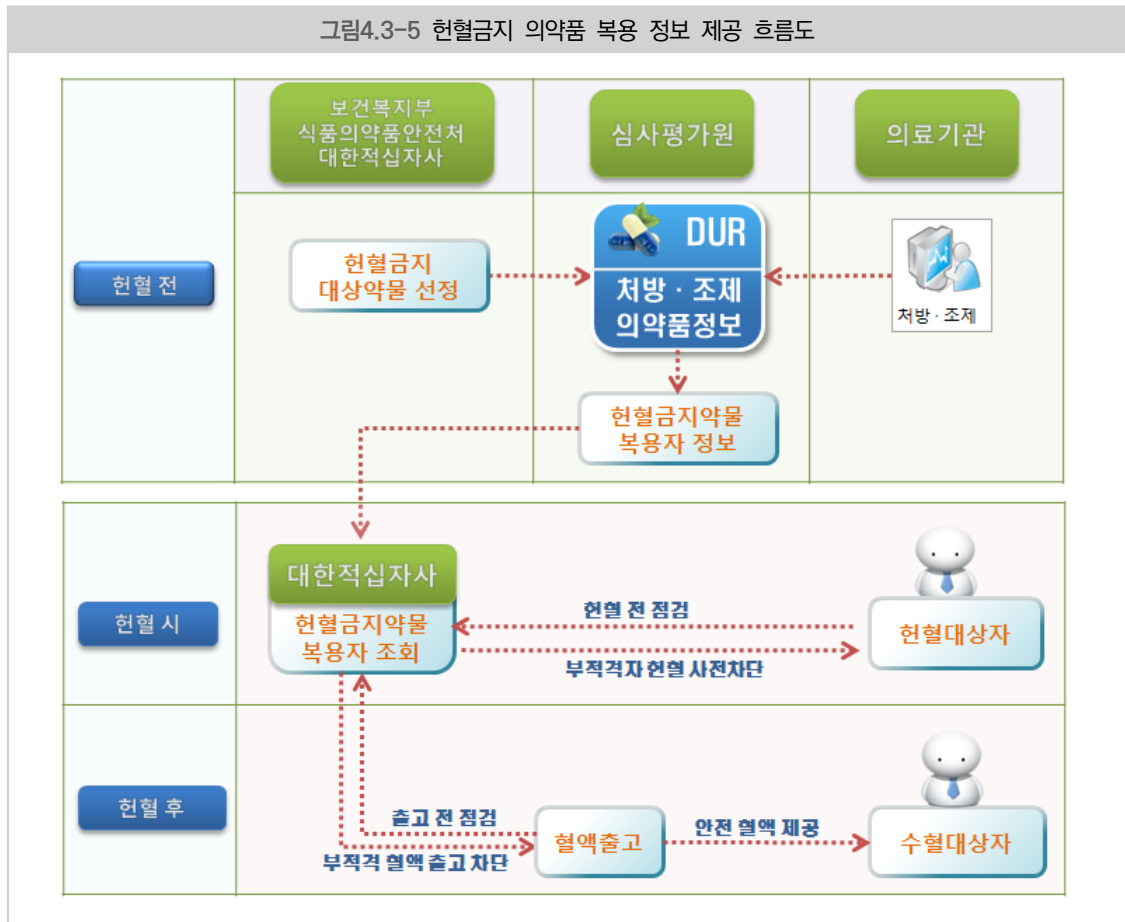 그림4.3-5 헌혈금지 의약품 복용 정보 제공 흐름도
보건복지부
식품의약품안전처
대한적십자사
심사평가원
의료기관
헌혈 전
헌혈금지
대상약물 선정
DUR
처방 · 조제
의약품정보
처방 · 조제
헌혈금지약물
복용자 정보
헌혈 시
대한적십자사
헌혈금지약물
복용자 조회
헌혈 전 점검
부적격자 헌혈 사전차단
헌혈대상자
헌혈 후
출고 전 점검
부적격 혈액 출고 차단
혈액출고
안전 혈액 제공
수혈대상자